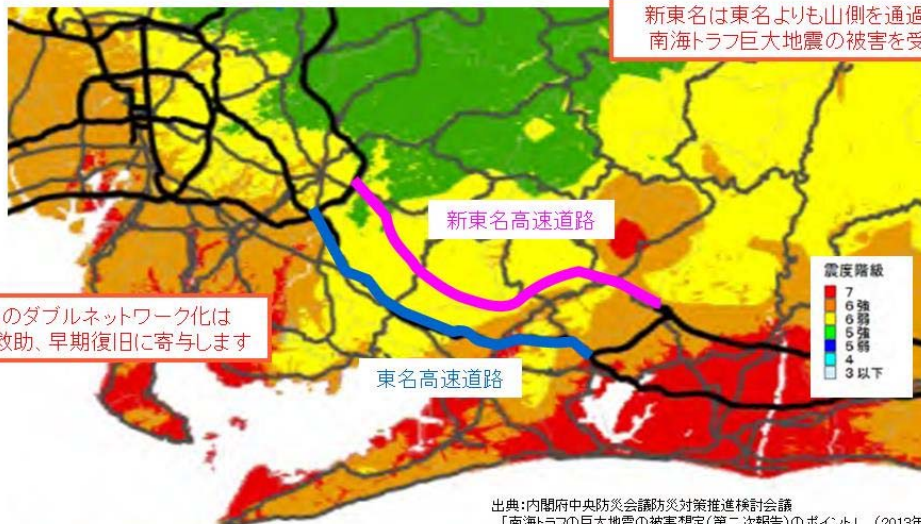 新東名は東名よりも山側を通過
南海トラフ巨大地震の被害を受
新東名高速道路
震度階級
7
6強
6弱
5強
5弱
4
3以下
のダブルネットワーク化は
救助、早期復旧に寄与します
東名高速道路
出典:内閣府中央防災会議防災対策推進検討会議
「南海トラフの巨大地震の被害想定(第二次報告)のポイント」 (2013年